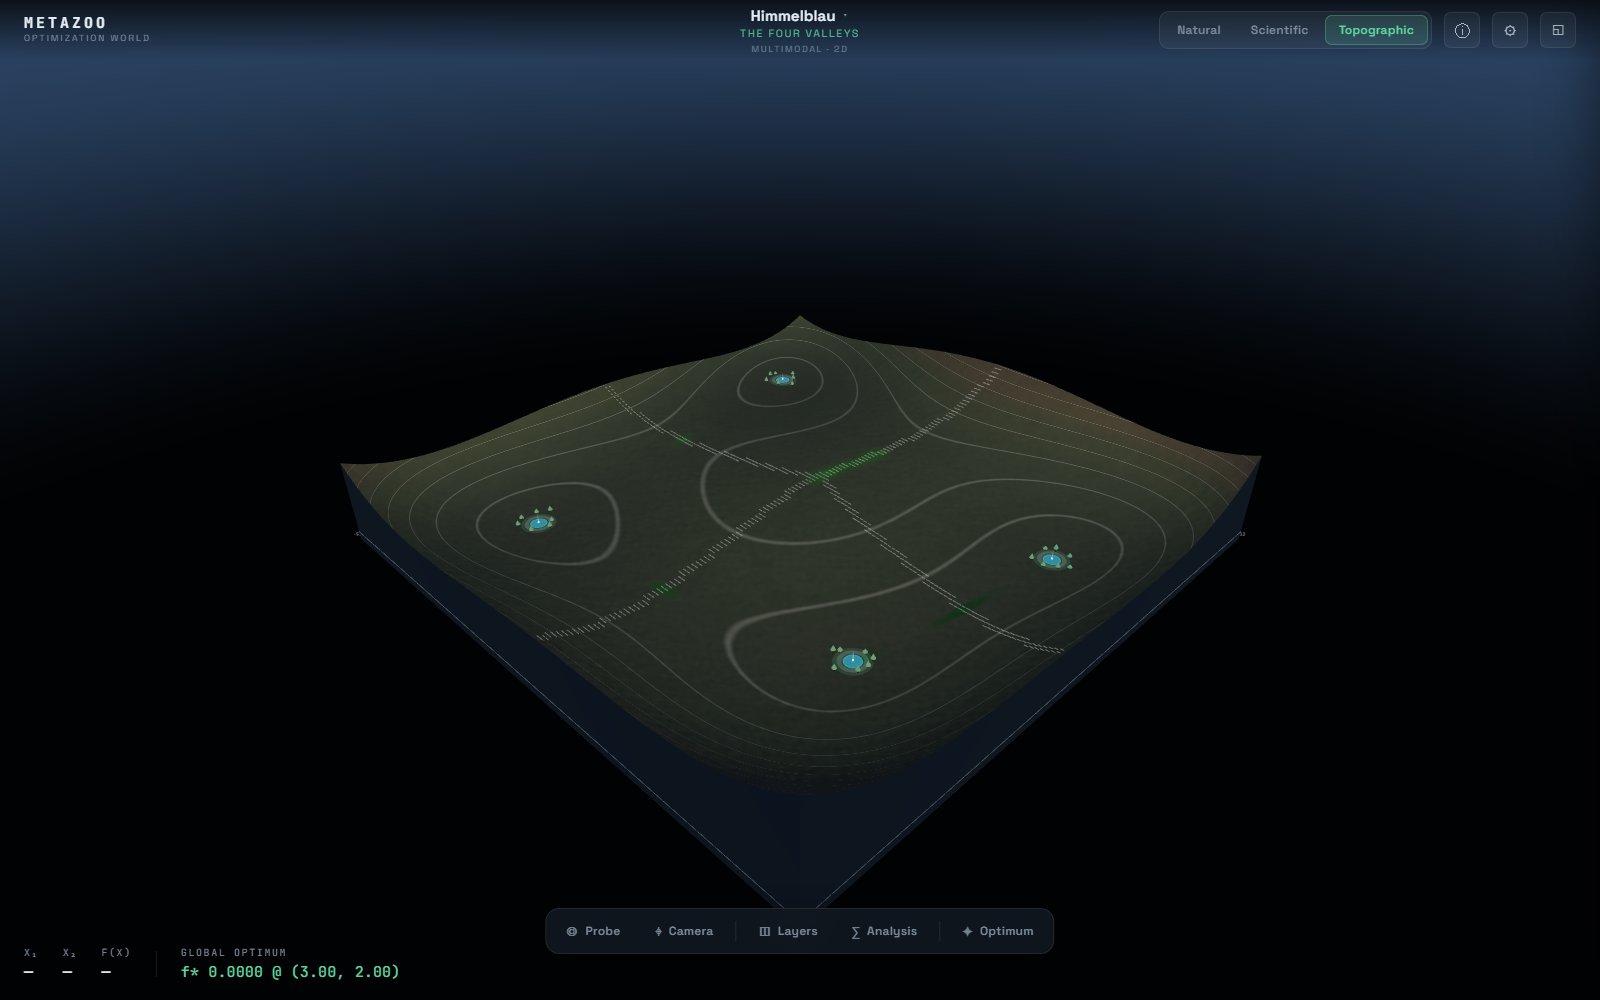 METAZOO
OPTIMIZATION WORLD
Himmelblau
THE FOUR VALLEYS
MULTIMODAL · 2D
Natural
Scientific
Topographic
Probe
Camera
Layers
Analysis
Optimum
X₁ X₂ F(X)
— — —
GLOBAL OPTIMUM
f* 0.0000 @ (3.00, 2.00)